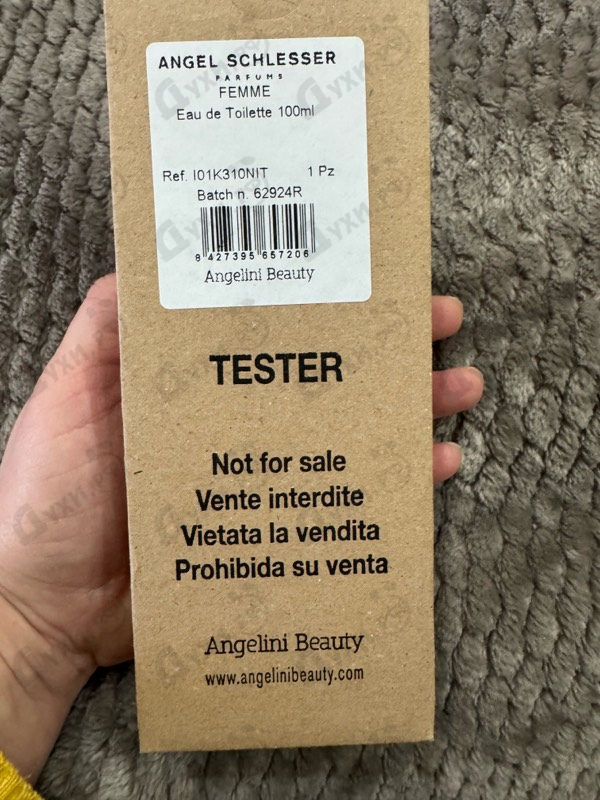 ANGEL SCHLESSER
PARFUMS
FEMME
Eau de Toilette 100ml
Ref. I01K310NIT 1 Pz
Batch n. 62924R
8 427395 657206
Angelini Beauty
TESTER
Not for sale
Vente interdite
Vietata la vendita
Prohibida su venta
Angelini Beauty
www.angelinibeauty.com